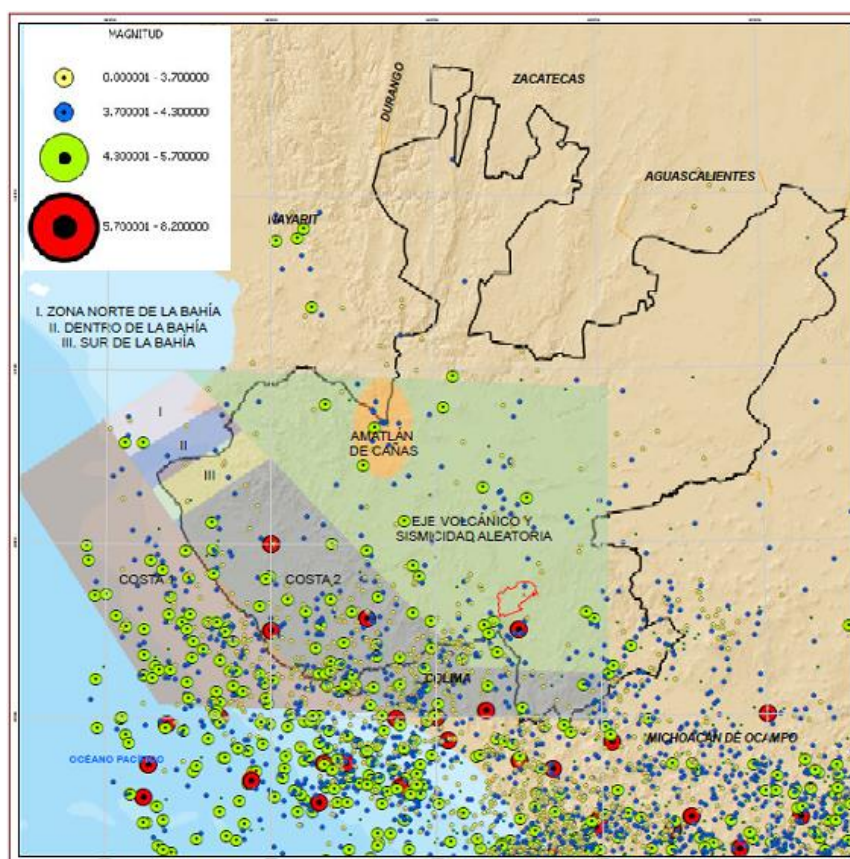 MAGNITUD
0.000001 - 3.700000
3.700001 - 4.300000
4.300001 - 5.700000
5.700001 - 8.200000
DURANGO
ZACATECAS
AGUASCALIENTES
NAYARIT
I. ZONA NORTE DE LA BAHÍA
II. DENTRO DE LA BAHÍA
III. SUR DE LA BAHÍA
I
II
III
AMATLÁN
DE CAÑAS
EJE VOLCÁNICO Y
SISMICIDAD ALEATORIA
COSTA 1
COSTA 2
COLIMA
MICHOACÁN DE OCAMPO
OCÉANO PACÍFICO